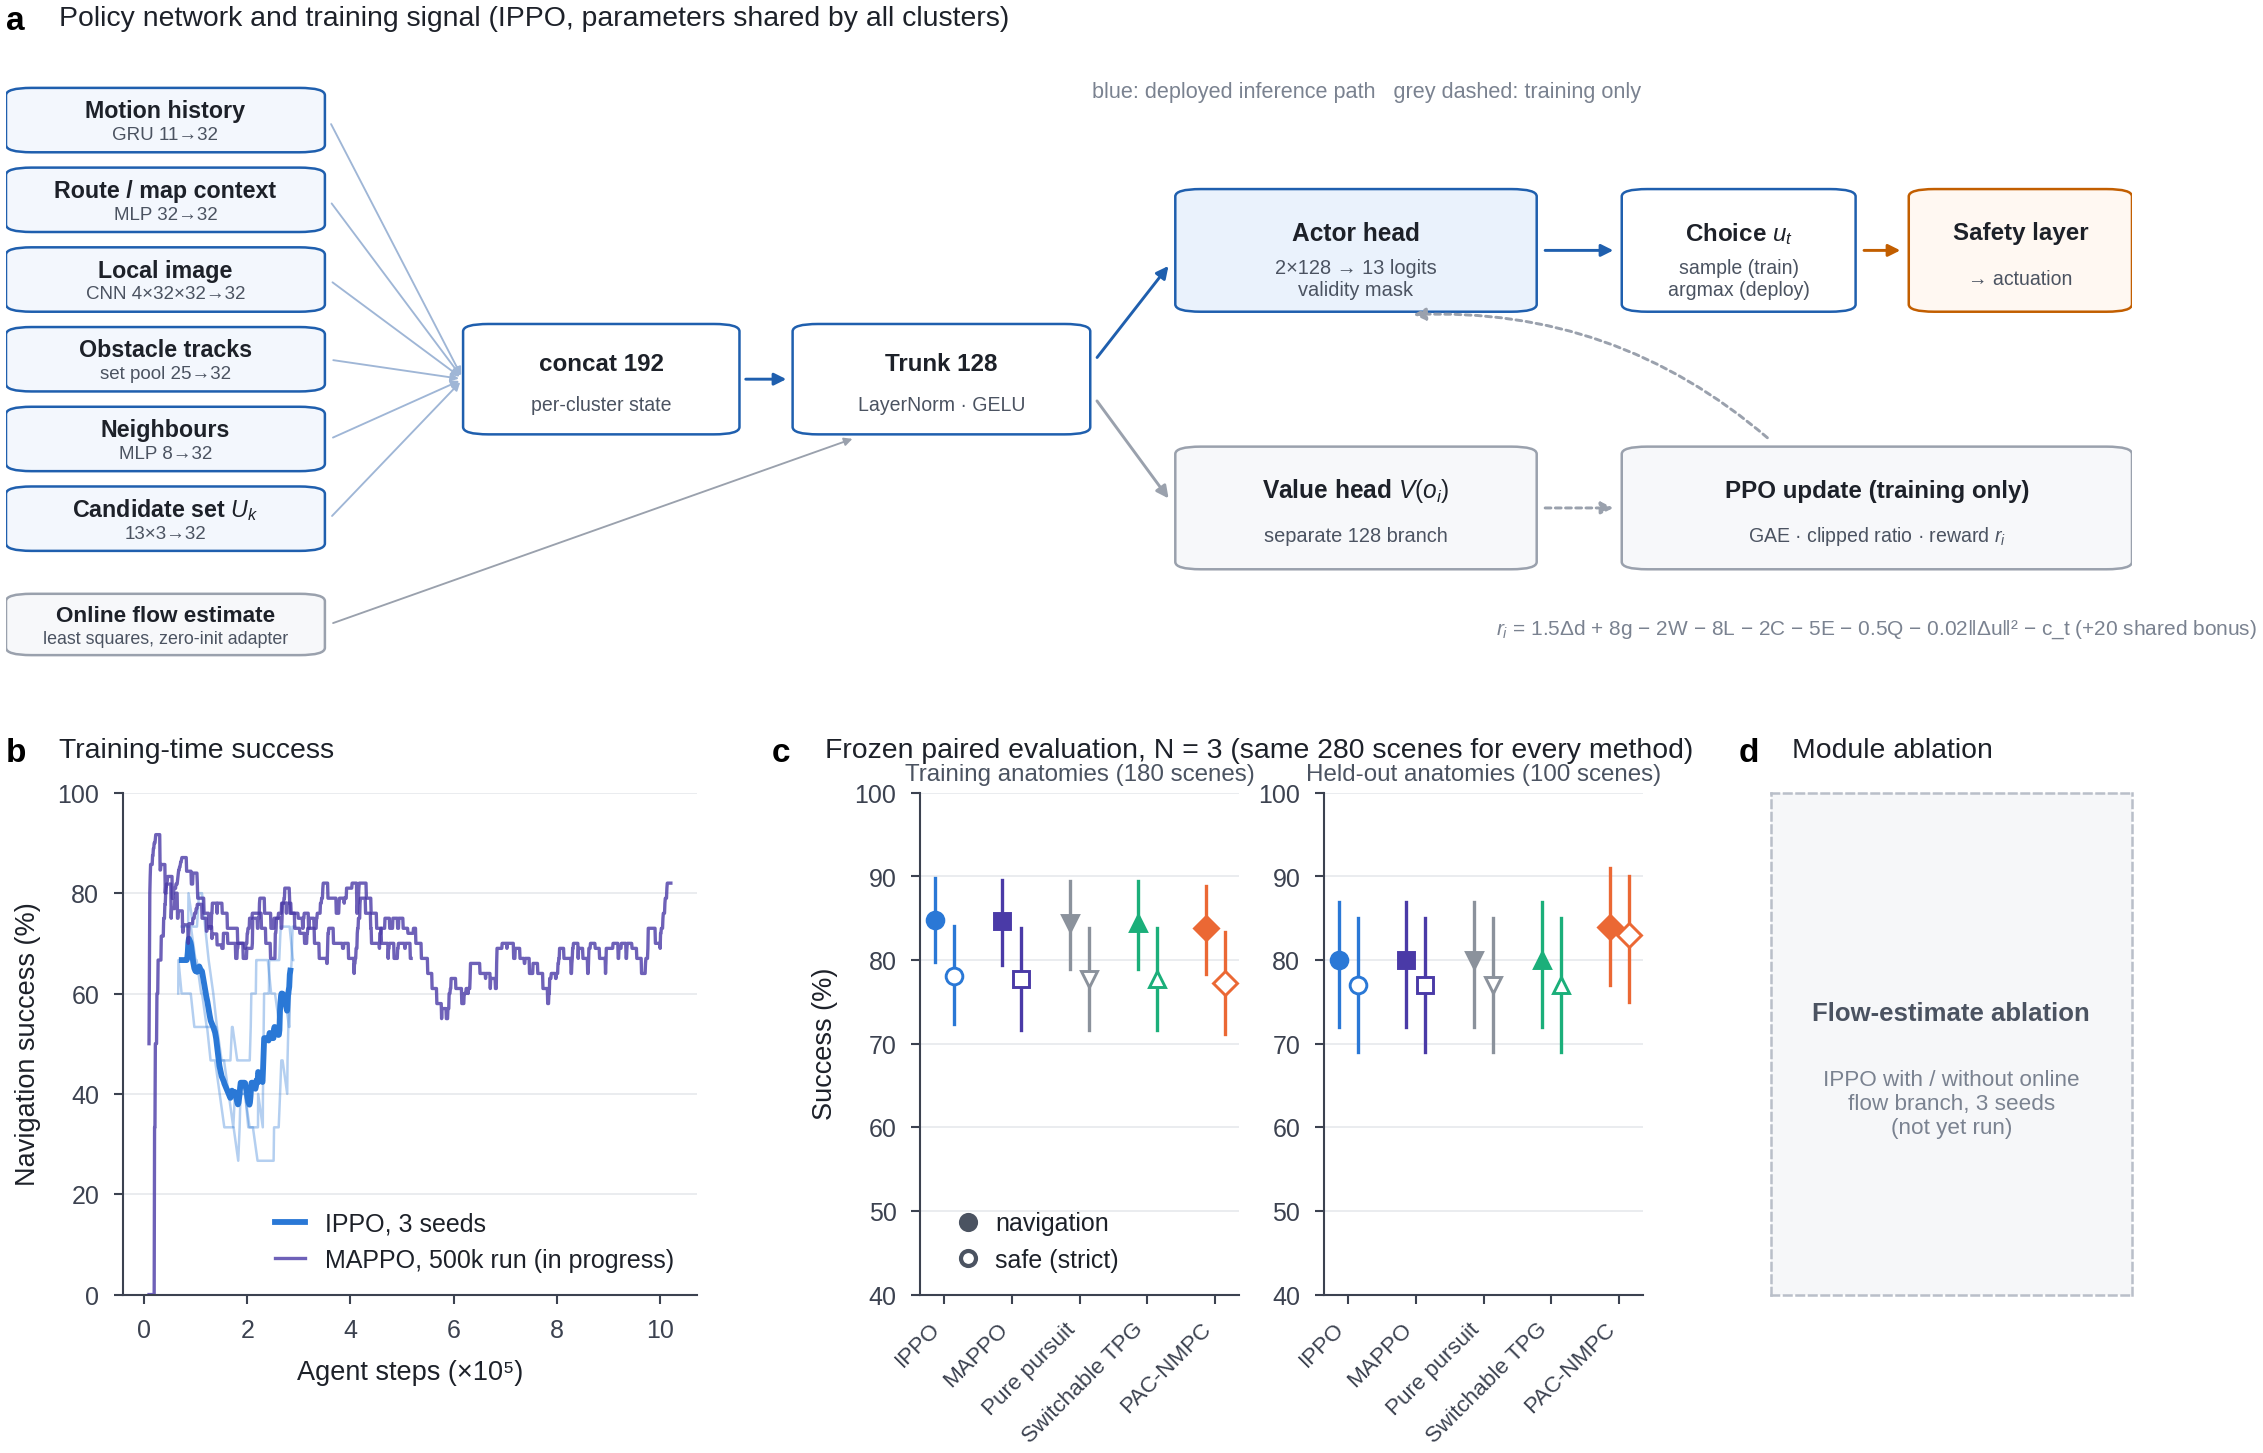 a Policy network and training signal (IPPO, parameters shared by all clusters)
blue: deployed inference path grey dashed: training only
Motion history
GRU 11→32
Route / map context
MLP 32→32
Local image
CNN 4×32×32→32
Obstacle tracks
set pool 25→32
Neighbours
MLP 8→32
Candidate set Uₖ
13×3→32
Online flow estimate
least squares, zero-init adapter
concat 192
per-cluster state
Trunk 128
LayerNorm · GELU
Actor head
2×128 → 13 logits
validity mask
Choice uₜ
sample (train)
argmax (deploy)
Safety layer
→ actuation
Value head V(oᵢ)
separate 128 branch
PPO update (training only)
GAE · clipped ratio · reward rᵢ
rᵢ = 1.5Δd + 8g − 2W − 8L − 2C − 5E − 0.5Q − 0.02‖Δu‖² − c_t (+20 shared bonus)
b Training-time success
100
80
60
40
20
0
Navigation success (%)
0 2 4 6 8 10
Agent steps (×10⁵)
IPPO, 3 seeds
MAPPO, 500k run (in progress)
c Frozen paired evaluation, N = 3 (same 280 scenes for every method)
Training anatomies (180 scenes)
100
90
80
70
60
50
40
Success (%)
navigation
safe (strict)
IPPO
MAPPO
Pure pursuit
Switchable TPG
PAC-NMPC
Held-out anatomies (100 scenes)
100
90
80
70
60
50
40
IPPO
MAPPO
Pure pursuit
Switchable TPG
PAC-NMPC
d Module ablation
Flow-estimate ablation
IPPO with / without online
flow branch, 3 seeds
(not yet run)